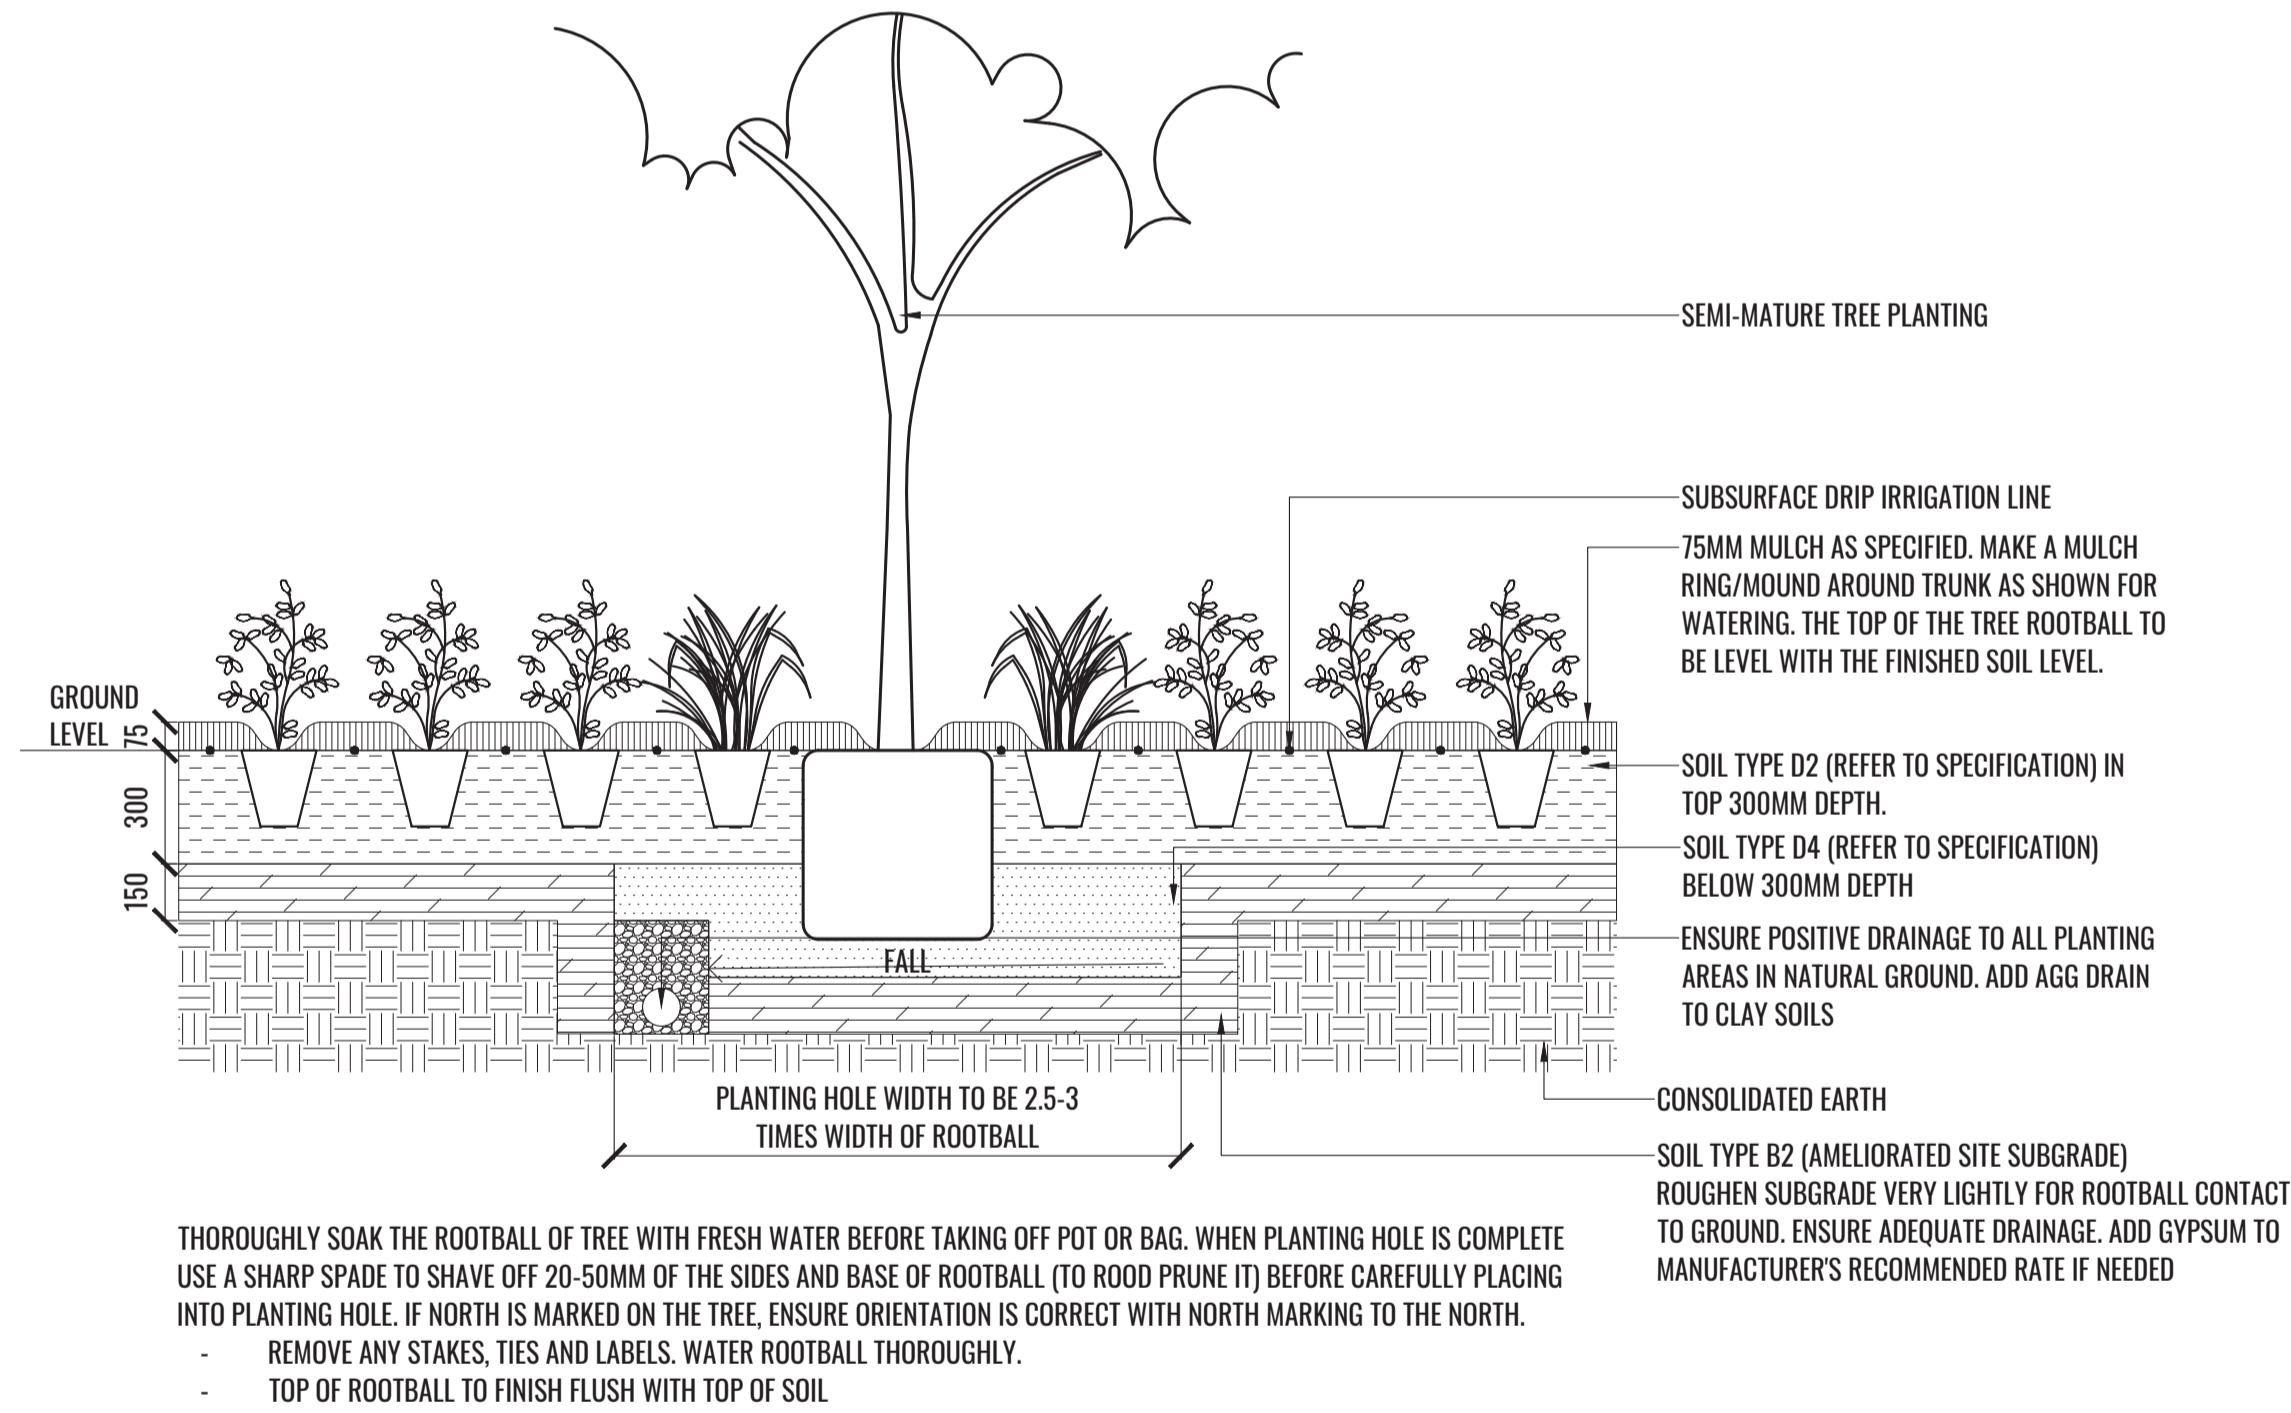 SEMI-MATURE TREE PLANTING
SUBSURFACE DRIP IRRIGATION LINE
75MM MULCH AS SPECIFIED. MAKE A MULCH
RING/MOUND AROUND TRUNK AS SHOWN FOR
WATERING. THE TOP OF THE TREE ROOTBALL TO
BE LEVEL WITH THE FINISHED SOIL LEVEL.
GROUND
LEVEL
75
300
150
SOIL TYPE D2 (REFER TO SPECIFICATION) IN
TOP 300MM DEPTH.
SOIL TYPE D4 (REFER TO SPECIFICATION)
BELOW 300MM DEPTH
ENSURE POSITIVE DRAINAGE TO ALL PLANTING
AREAS IN NATURAL GROUND. ADD AGG DRAIN
TO CLAY SOILS
FALL
PLANTING HOLE WIDTH TO BE 2.5-3
TIMES WIDTH OF ROOTBALL
CONSOLIDATED EARTH
SOIL TYPE B2 (AMELIORATED SITE SUBGRADE)
ROUGHEN SUBGRADE VERY LIGHTLY FOR ROOTBALL CONTACT
TO GROUND. ENSURE ADEQUATE DRAINAGE. ADD GYPSUM TO
MANUFACTURER'S RECOMMENDED RATE IF NEEDED
THOROUGHLY SOAK THE ROOTBALL OF TREE WITH FRESH WATER BEFORE TAKING OFF POT OR BAG. WHEN PLANTING HOLE IS COMPLETE
USE A SHARP SPADE TO SHAVE OFF 20-50MM OF THE SIDES AND BASE OF ROOTBALL (TO ROOD PRUNE IT) BEFORE CAREFULLY PLACING
INTO PLANTING HOLE. IF NORTH IS MARKED ON THE TREE, ENSURE ORIENTATION IS CORRECT WITH NORTH MARKING TO THE NORTH.
- REMOVE ANY STAKES, TIES AND LABELS. WATER ROOTBALL THOROUGHLY.
- TOP OF ROOTBALL TO FINISH FLUSH WITH TOP OF SOIL